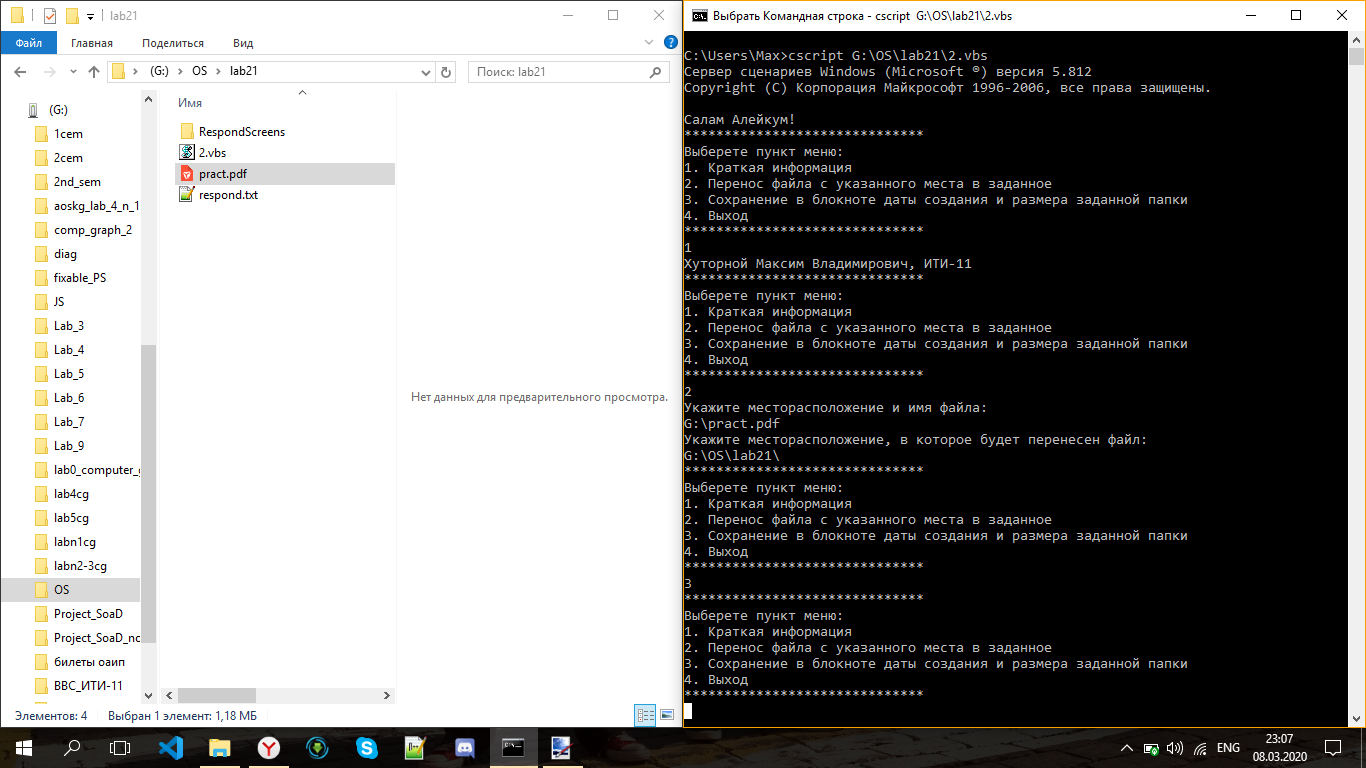 lab21
Файл Главная Поделиться Вид
(G:) OS lab21
Поиск: lab21
(G:)
1cem
2cem
2nd_sem
aoskg_lab_4_n_1
comp_graph_2
diag
fixable_PS
JS
Lab_3
Lab_4
Lab_5
Lab_6
Lab_7
Lab_9
lab0_computer_g
lab4cg
lab5cg
labn1cg
labn2-3cg
OS
Project_SoaD
Project_SoaD_nc
билеты оаип
ВВС_ИТИ-11
Имя
RespondScreens
2.vbs
pract.pdf
respond.txt
Нет данных для предварительного просмотра.
Элементов: 4 Выбран 1 элемент: 1,18 МБ
Выбрать Командная строка - cscript G:\OS\lab21\2.vbs
C:\Users\Max>cscript G:\OS\lab21\2.vbs
Сервер сценариев Windows (Microsoft ®) версия 5.812
Copyright (C) Корпорация Майкрософт 1996-2006, все права защищены.
Салам Алейкум!
******************************
Выберете пункт меню:
1. Краткая информация
2. Перенос файла с указанного места в заданное
3. Сохранение в блокноте даты создания и размера заданной папки
4. Выход
******************************
1
Хуторной Максим Владимирович, ИТИ-11
******************************
Выберете пункт меню:
1. Краткая информация
2. Перенос файла с указанного места в заданное
3. Сохранение в блокноте даты создания и размера заданной папки
4. Выход
******************************
2
Укажите месторасположение и имя файла:
G:\pract.pdf
Укажите месторасположение, в которое будет перенесен файл:
G:\OS\lab21\
******************************
Выберете пункт меню:
1. Краткая информация
2. Перенос файла с указанного места в заданное
3. Сохранение в блокноте даты создания и размера заданной папки
4. Выход
******************************
3
******************************
Выберете пункт меню:
1. Краткая информация
2. Перенос файла с указанного места в заданное
3. Сохранение в блокноте даты создания и размера заданной папки
4. Выход
******************************
ENG
23:07
08.03.2020